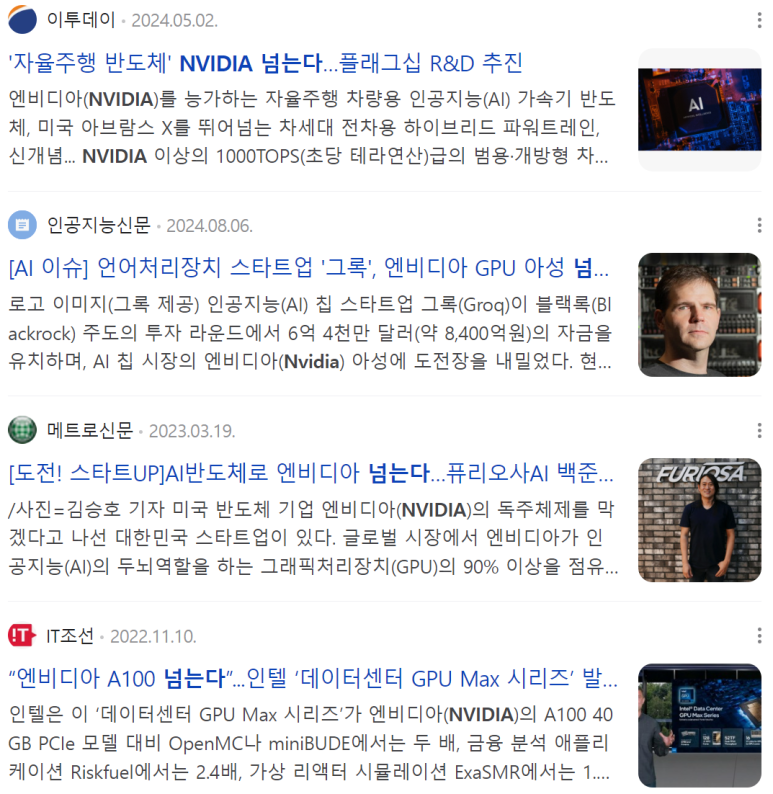 이투데이 · 2024.05.02.
'자율주행 반도체' NVIDIA 넘는다...플래그십 R&D 추진
엔비디아(NVIDIA)를 능가하는 자율주행 차량용 인공지능(AI) 가속기 반도
체, 미국 아브람스 X를 뛰어넘는 차세대 전차용 하이브리드 파워트레인,
신개념... NVIDIA 이상의 1000TOPS(초당 테라연산)급의 범용·개방형 차...
AI
인공지능신문 · 2024.08.06.
[AI 이슈] 언어처리장치 스타트업 '그록', 엔비디아 GPU 아성 넘...
로고 이미지(그록 제공) 인공지능(AI) 칩 스타트업 그록(Groq)이 블랙록(Bl
ackrock) 주도의 투자 라운드에서 6억 4천만 달러(약 8,400억원)의 자금을
유치하며, AI 칩 시장의 엔비디아(Nvidia) 아성에 도전장을 내밀었다. 현...
메트로신문 · 2023.03.19.
[도전! 스타트UP]AI반도체로 엔비디아 넘는다...퓨리오사AI 백준...
/사진=김승호 기자 미국 반도체 기업 엔비디아(NVIDIA)의 독주체제를 막
겠다고 나선 대한민국 스타트업이 있다. 글로벌 시장에서 엔비디아가 인
공지능(AI)의 두뇌역할을 하는 그래픽처리장치(GPU)의 90% 이상을 점유...
FURIOSA
IT조선 · 2022.11.10.
“엔비디아 A100 넘는다”...인텔 ‘데이터센터 GPU Max 시리즈’ 발...
인텔은 이 ‘데이터센터 GPU Max 시리즈’가 엔비디아(NVIDIA)의 A100 40
GB PCIe 모델 대비 OpenMC나 miniBUDE에서는 두 배, 금융 분석 애플리
케이션 Riskfuel에서는 2.4배, 가상 리액터 시뮬레이션 ExaSMR에서는 1....
Intel® Data Center
GPU Max Series